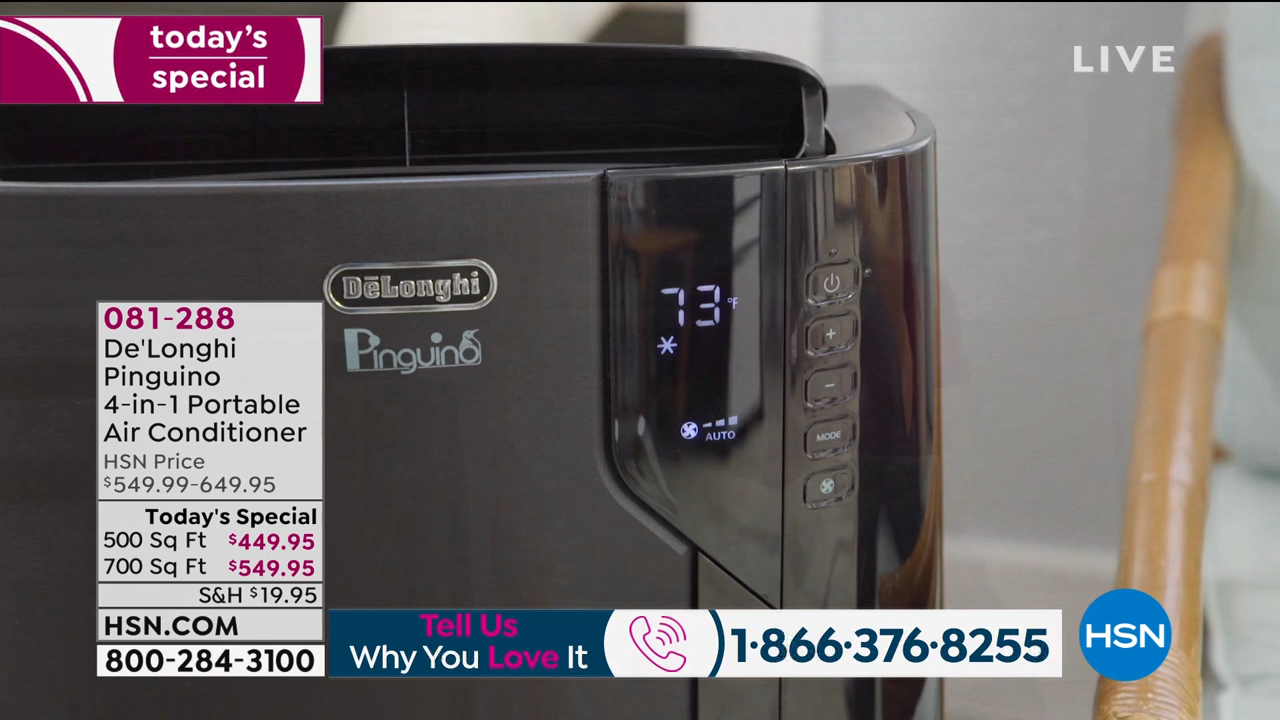 today's
special
LIVE
DēLonghi
Pinguino
73 °F
AUTO
MODE
081-288
De'Longhi
Pinguino
4-in-1 Portable
Air Conditioner
HSN Price
$549.99-649.95
Today's Special
500 Sq Ft $449.95
700 Sq Ft $549.95
S&H $19.95
HSN.COM
800-284-3100
Tell Us
Why You Love It
1•866•376•8255
HSN